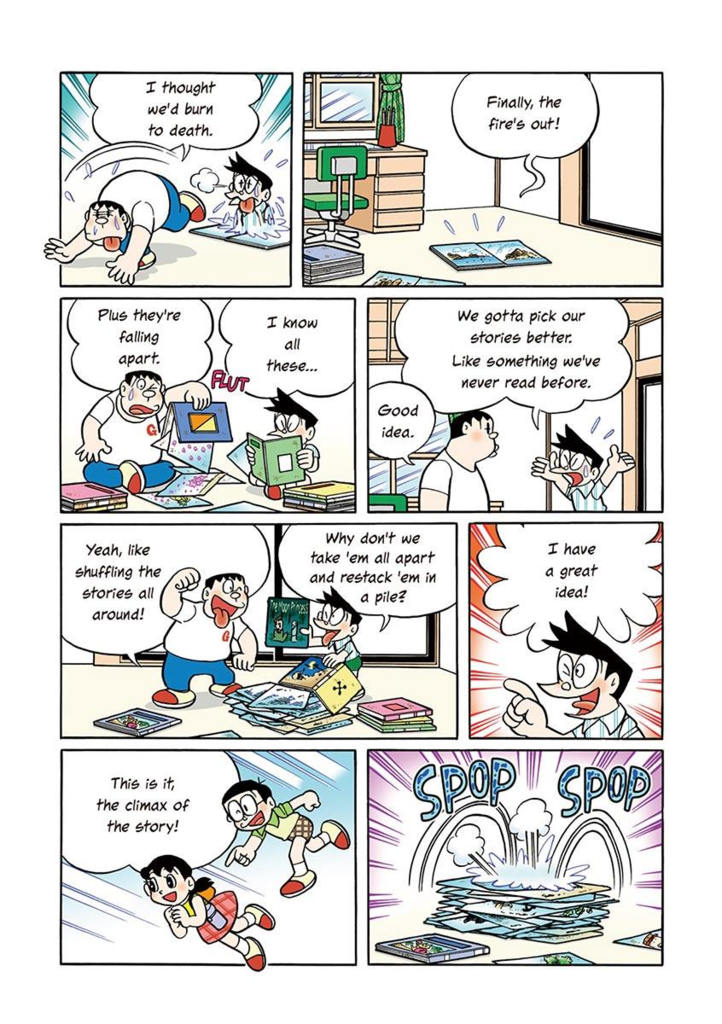 Finally, the
fire's out!
I thought
we'd burn
to death.
We gotta pick our
stories better.
Like something we've
never read before.
Good
idea.
I know
all
these...
FLUT
Plus they're
falling
apart.
G
I have
a great
idea!
Why don't we
take 'em all apart
and restack 'em in
a pile?
The Moon Princess
Yeah, like
shuffling the
stories all
around!
G
SPOP
SPOP
This is it,
the climax of
the story!